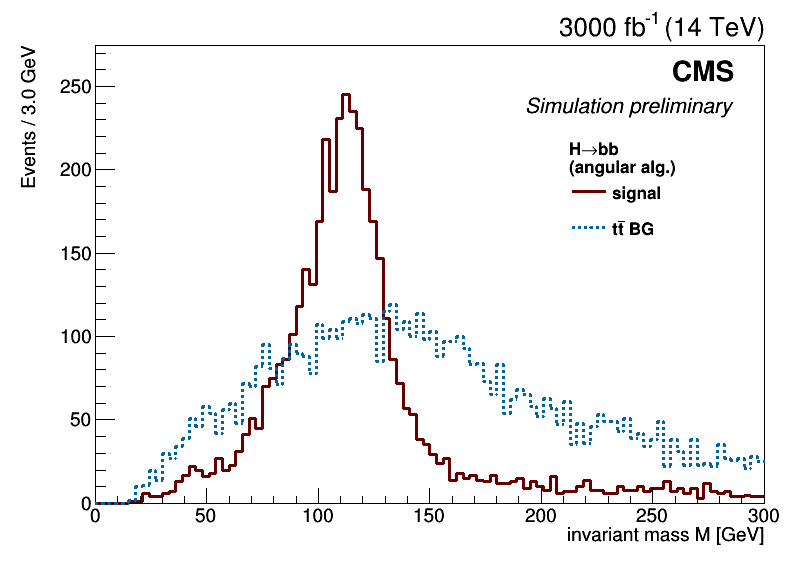 3000 fb⁻¹ (14 TeV)
CMS
Simulation preliminary
H→bb
(angular alg.)
signal
tt̄ BG
Events / 3.0 GeV
250
200
150
100
50
0
0 50 100 150 200 250 300
invariant mass M [GeV]